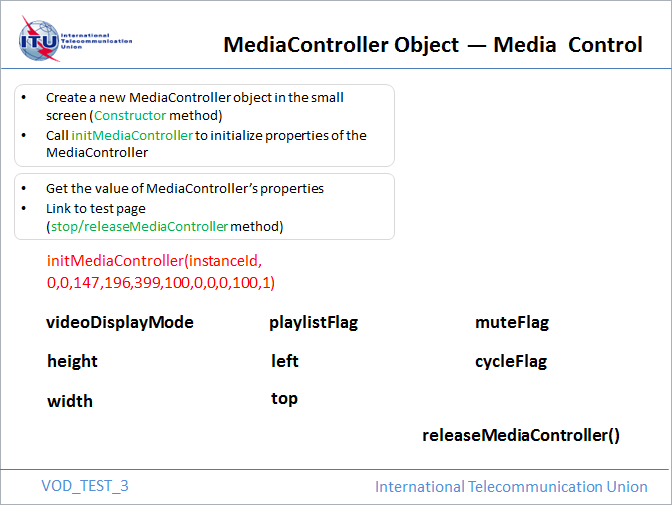 ITU
International
Telecommunication
Union
MediaController Object — Media Control
• Create a new MediaController object in the small
screen (Constructor method)
• Call initMediaController to initialize properties of the
MediaController
• Get the value of MediaController’s properties
• Link to test page
(stop/releaseMediaController method)
initMediaController(instanceId,
0,0,147,196,399,100,0,0,0,100,1)
videoDisplayMode playlistFlag muteFlag
height left cycleFlag
width top
releaseMediaController()
VOD_TEST_3 International Telecommunication Union